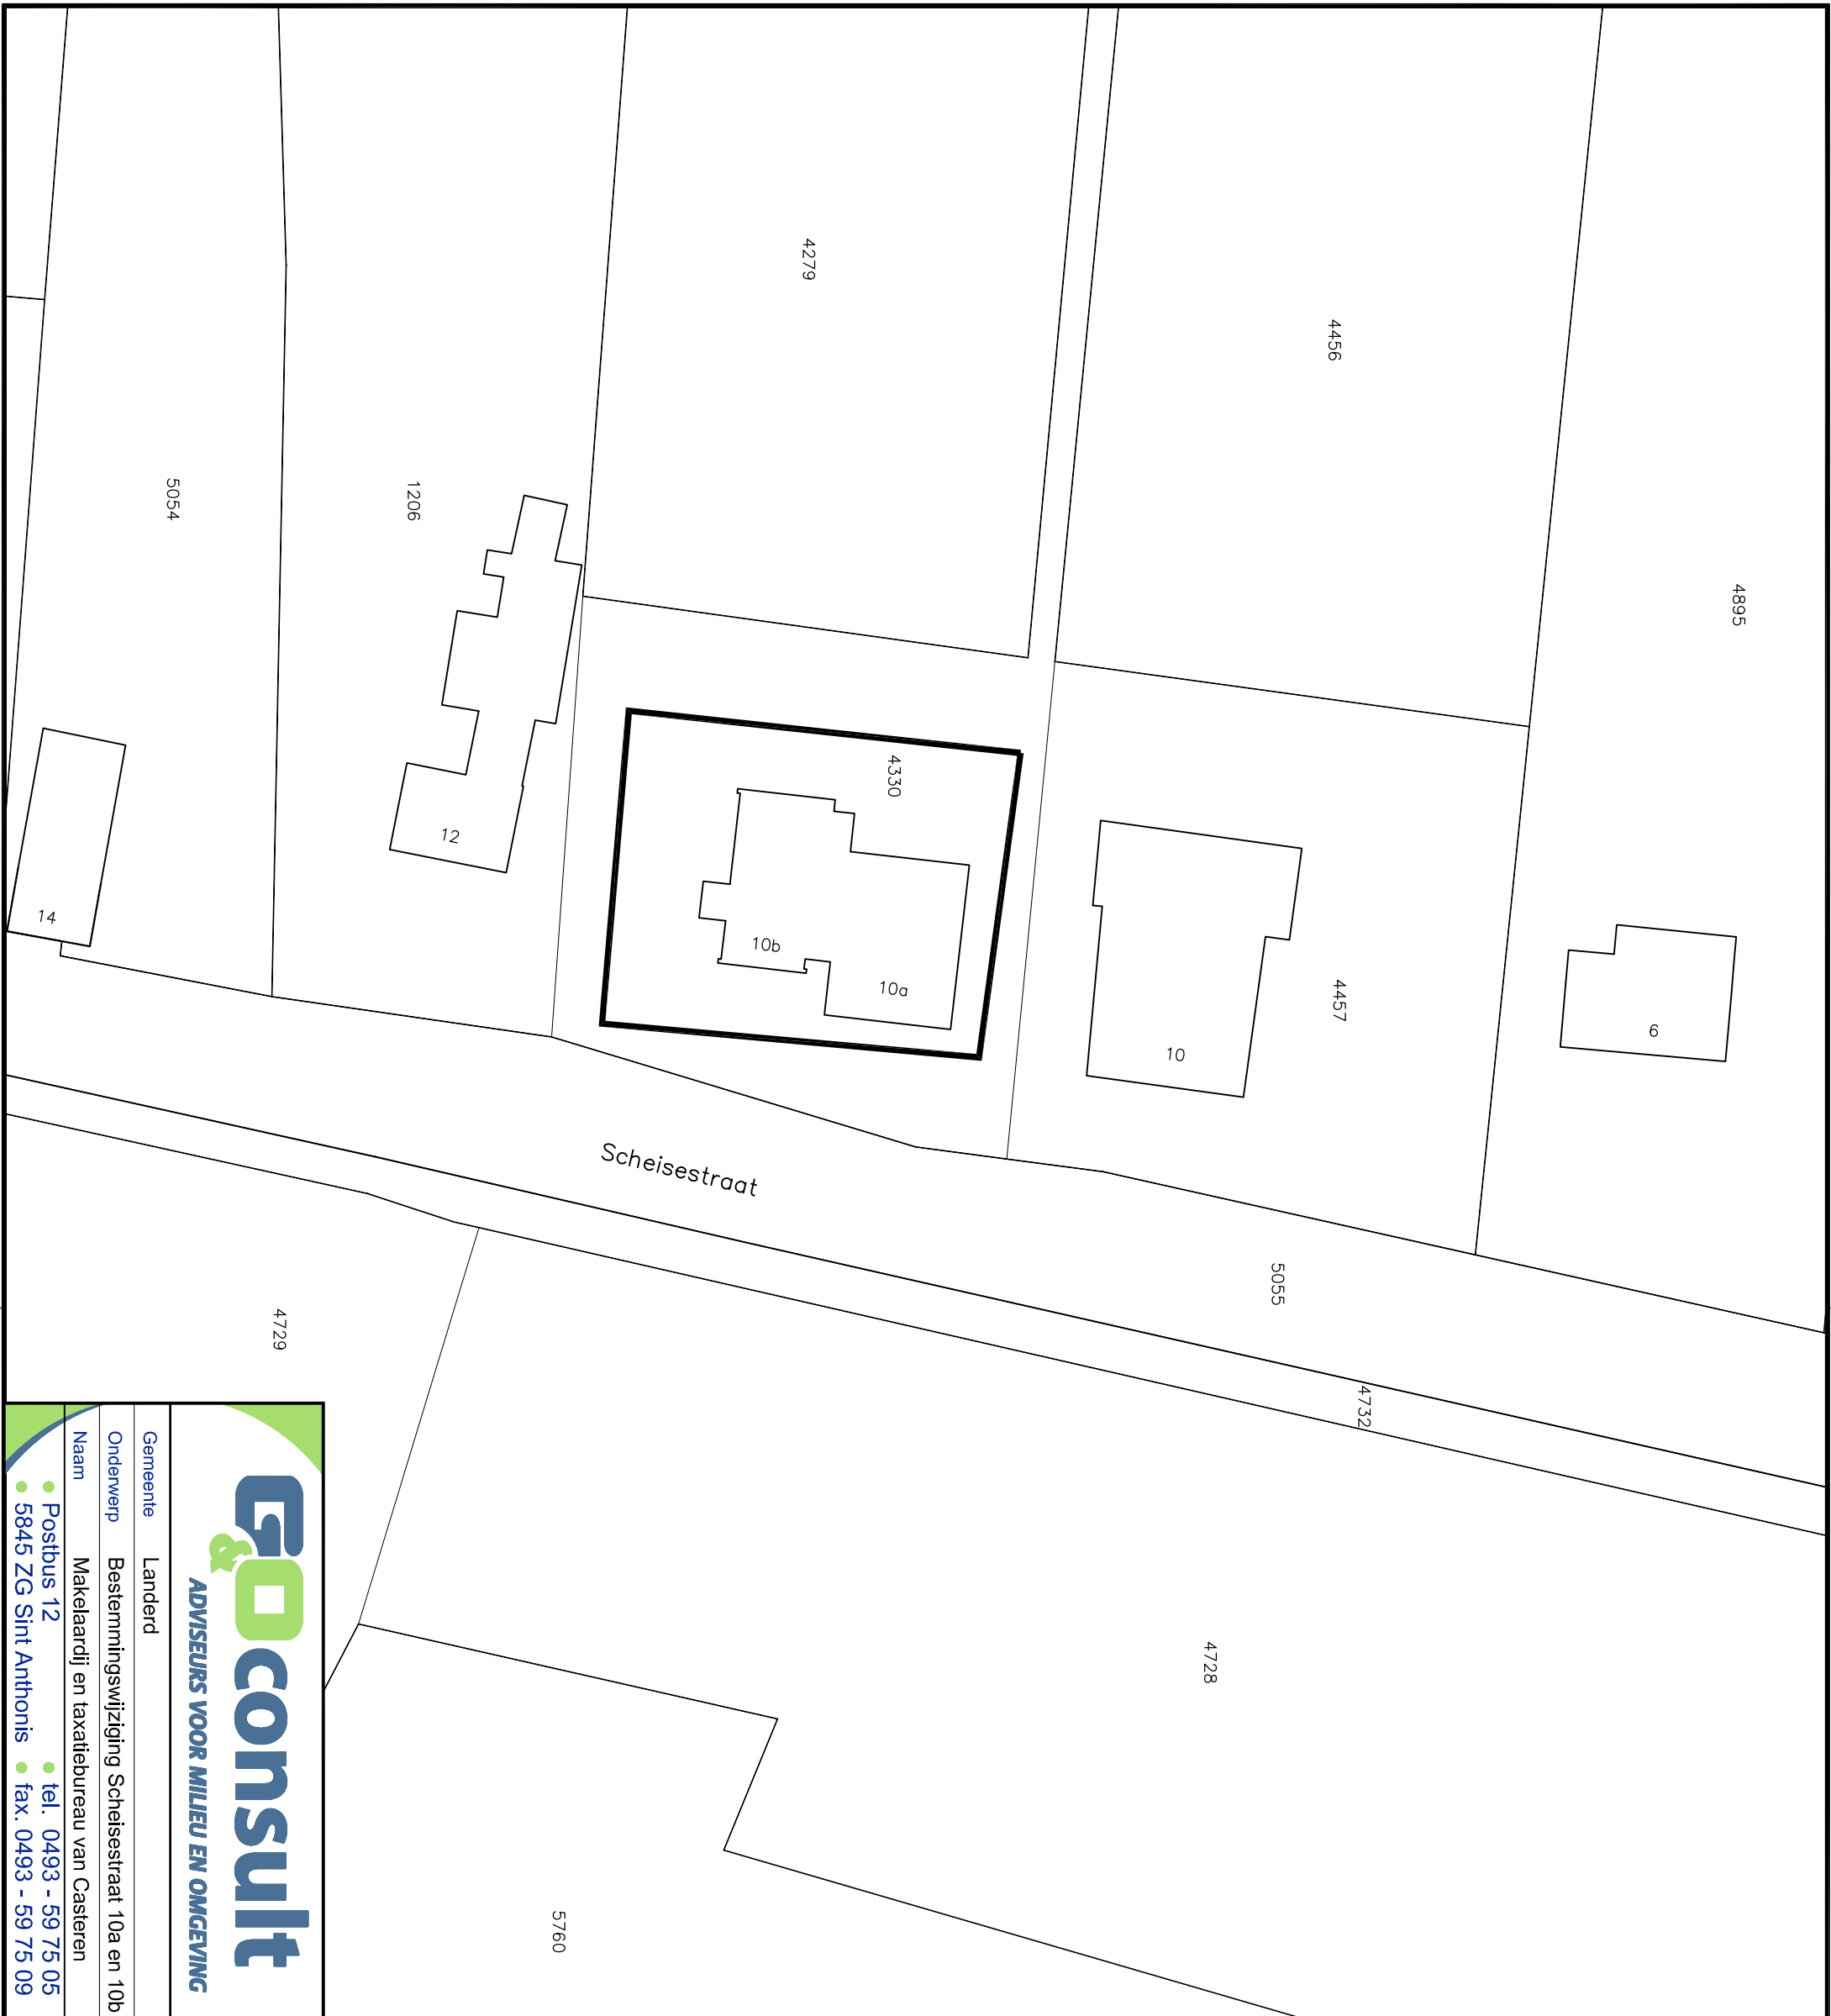 4279
4456
4895
5054
1206
4330
12
14
10b
10a
4457
10
6
Scheisestraat
5055
4729
4732
4728
5760
G&O consult
ADVISEURS VOOR MILIEU EN OMGEVING
Gemeente Landerd
Onderwerp Bestemmingswijziging Scheisestraat 10a en 10b
Naam Makelaardij en taxatiebureau van Casteren
Postbus 12 tel. 0493 - 59 75 05
5845 ZG Sint Anthonis fax. 0493 - 59 75 09